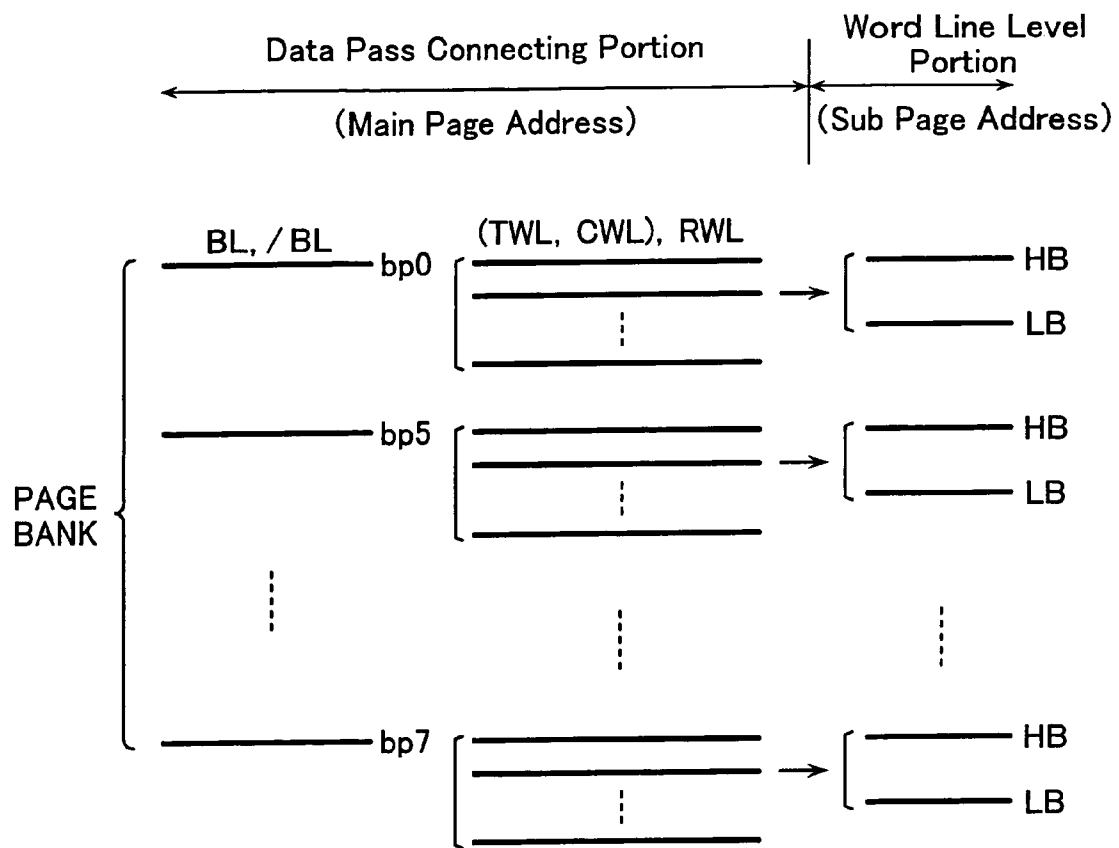 Data Pass Connecting Portion
(Main Page Address)
Word Line Level
Portion
(Sub Page Address)
BL, /BL
(TWL, CWL), RWL
bp0
HB
LB
bp5
HB
LB
PAGE
BANK
bp7
HB
LB